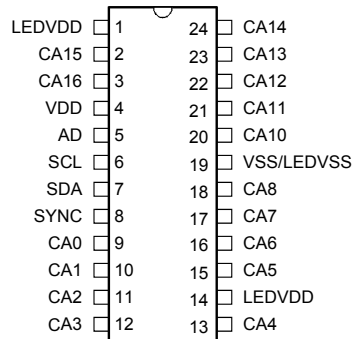 LEDVDD 1 24 CA14
CA15 2 23 CA13
CA16 3 22 CA12
VDD 4 21 CA11
AD 5 20 CA10
SCL 6 19 VSS/LEDVSS
SDA 7 18 CA8
SYNC 8 17 CA7
CA0 9 16 CA6
CA1 10 15 CA5
CA2 11 14 LEDVDD
CA3 12 13 CA4